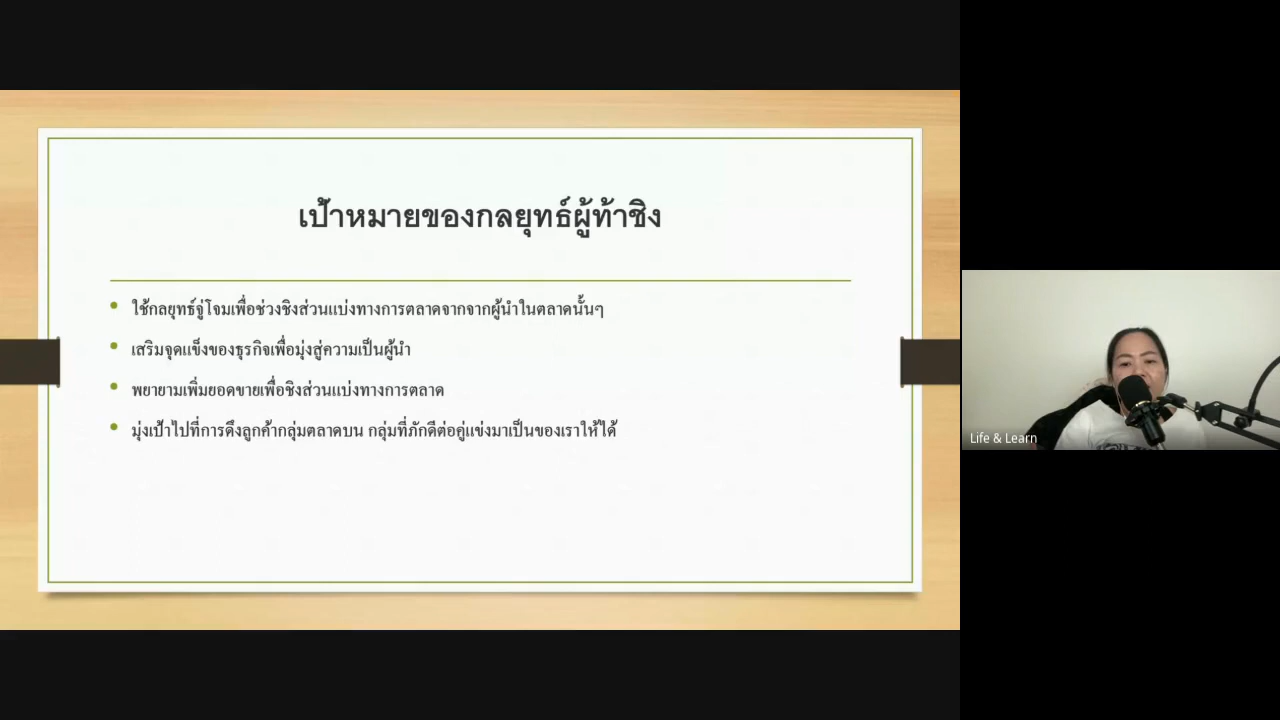 เป้าหมายของกลยุทธ์ผู้ท้าชิง
ใช้กลยุทธ์จู่โจมเพื่อช่วงชิงส่วนแบ่งทางการตลาดจากจากผู้นำในตลาดนั้นๆ
เสริมจุดแข็งของธุรกิจเพื่อมุ่งสู่ความเป็นผู้นำ
พยายามเพิ่มยอดขายเพื่อชิงส่วนแบ่งทางการตลาด
มุ่งเป้าไปที่การดึงลูกค้ากลุ่มตลาดบน กลุ่มที่ภักดีต่อคู่แข่งมาเป็นของเราให้ได้
Life & Learn